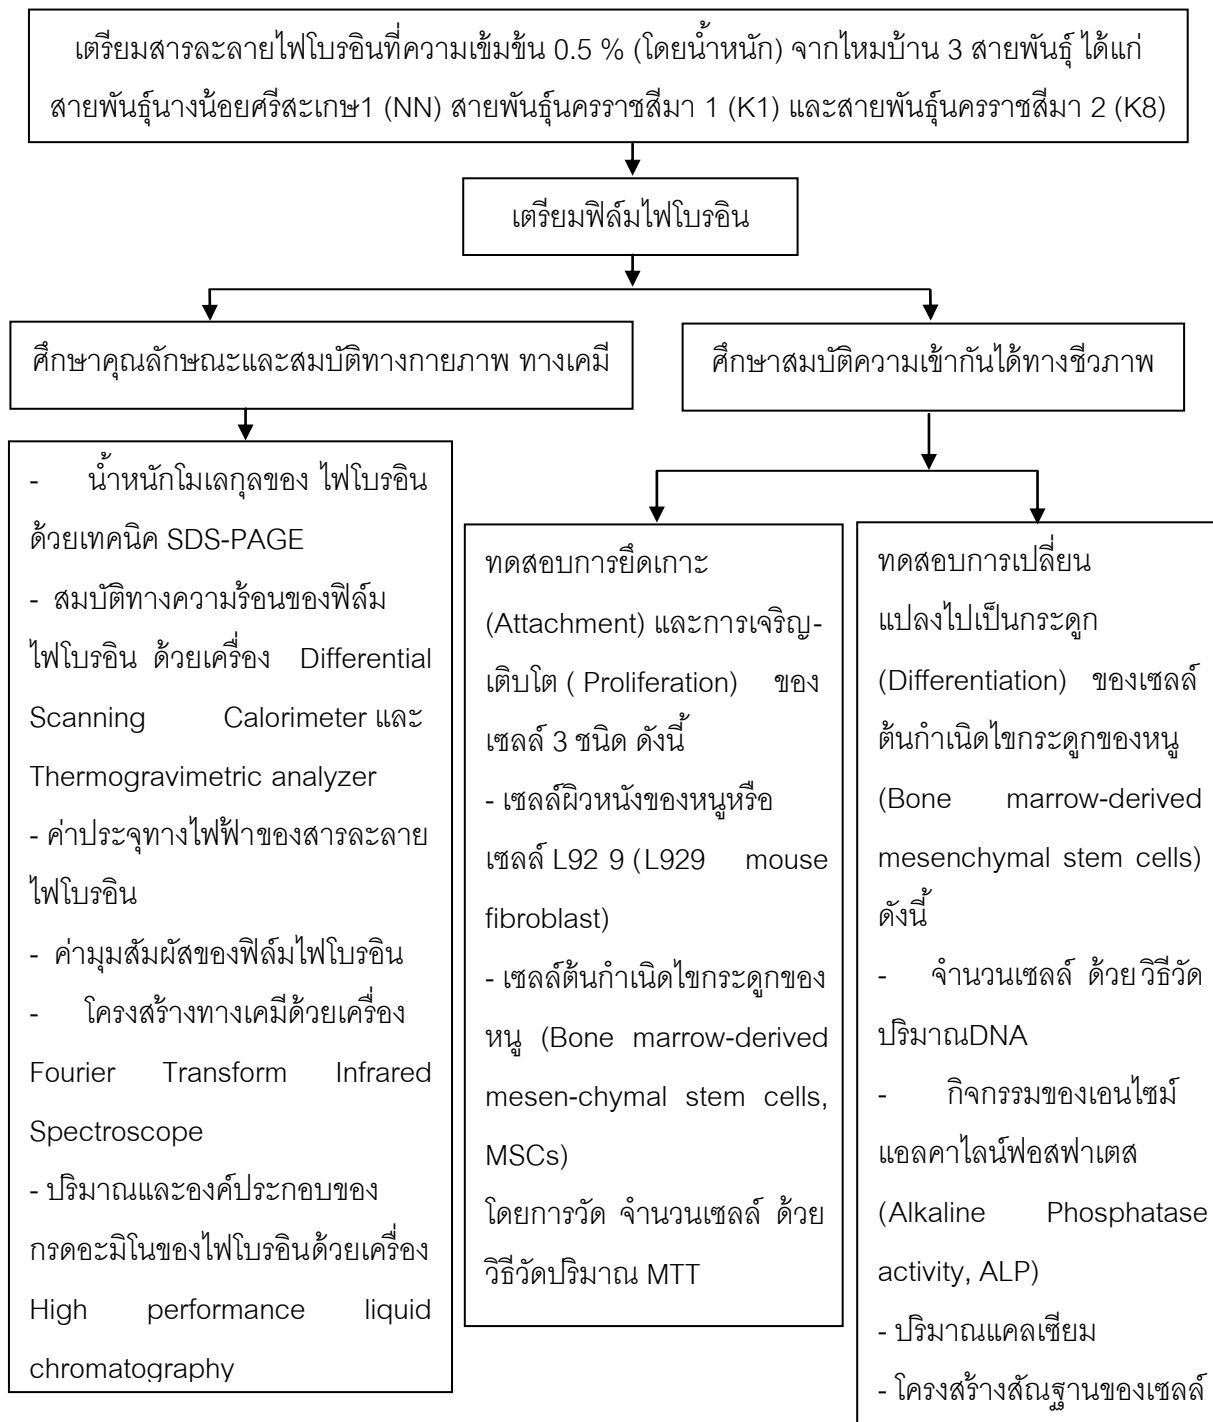 เตรียมสารละลายไฟโบรอินที่ความเข้มข้น 0.5 % (โดยน้ำหนัก) จากไหมบ้าน 3 สายพันธุ์ ได้แก่
สายพันธุ์นางน้อยศรีสะเกษ1 (NN) สายพันธุ์นครราชสีมา 1 (K1) และสายพันธุ์นครราชสีมา 2 (K8)
เตรียมฟิล์มไฟโบรอิน
ศึกษาคุณลักษณะและสมบัติทางกายภาพ ทางเคมี
ศึกษาสมบัติความเข้ากันได้ทางชีวภาพ
- น้ำหนักโมเลกุลของ ไฟโบรอิน
ด้วยเทคนิค SDS-PAGE
- สมบัติทางความร้อนของฟิล์ม
ไฟโบรอิน ด้วยเครื่อง Differential
Scanning Calorimeter และ
Thermogravimetric analyzer
- ค่าประจุทางไฟฟ้าของสารละลาย
ไฟโบรอิน
- ค่ามุมสัมผัสของฟิล์มไฟโบรอิน
- โครงสร้างทางเคมีด้วยเครื่อง
Fourier Transform Infrared
Spectroscope
- ปริมาณและองค์ประกอบของ
กรดอะมิโนของไฟโบรอินด้วยเครื่อง
High performance liquid
chromatography
ทดสอบการยึดเกาะ
(Attachment) และการเจริญ-
เติบโต ( Proliferation) ของ
เซลล์ 3 ชนิด ดังนี้
- เซลล์ผิวหนังของหนูหรือ
เซลล์ L92 9 (L929 mouse
fibroblast)
- เซลล์ต้นกำเนิดไขกระดูกของ
หนู (Bone marrow-derived
mesen-chymal stem cells,
MSCs)
โดยการวัด จำนวนเซลล์ ด้วย
วิธีวัดปริมาณ MTT
ทดสอบการเปลี่ยน
แปลงไปเป็นกระดูก
(Differentiation) ของเซลล์
ต้นกำเนิดไขกระดูกของหนู
(Bone marrow-derived
mesenchymal stem cells)
ดังนี้
- จำนวนเซลล์ ด้วยวิธีวัด
ปริมาณDNA
- กิจกรรมของเอนไซม์
แอลคาไลน์ฟอสฟาเตส
(Alkaline Phosphatase
activity, ALP)
- ปริมาณแคลเซียม
- โครงสร้างสัณฐานของเซลล์